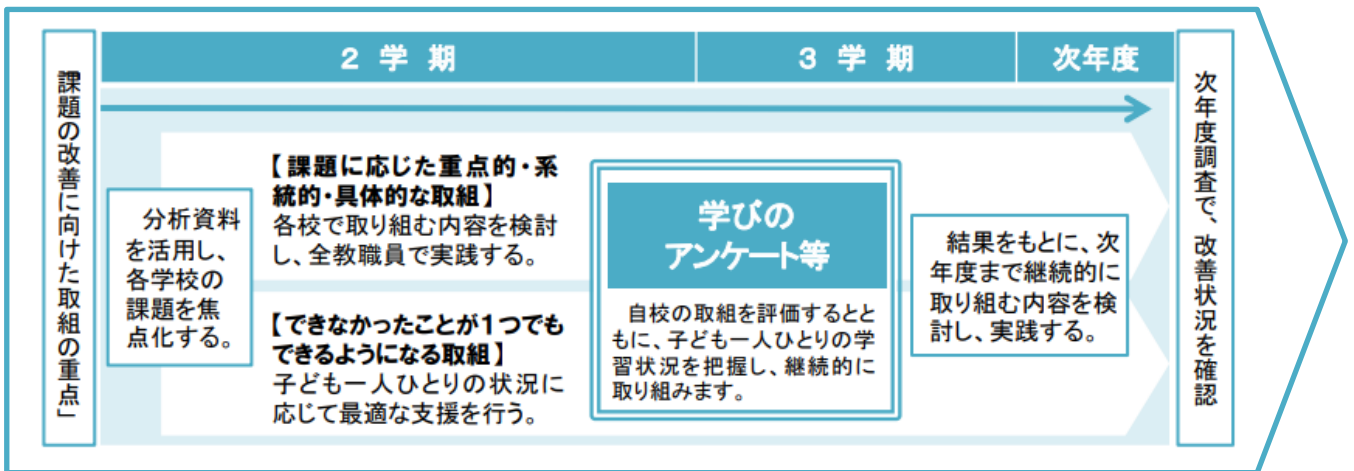 課題の改善に向けた取組の重点」
2 学 期
3 学 期
次年度
分析資料
を活用し、
各学校の
課題を焦
点化する。
【課題に応じた重点的・系
統的・具体的な取組】
各校で取り組む内容を検討
し、全教職員で実践する。
【できなかったことが1つでも
できるようになる取組】
子ども一人ひとりの状況に
応じて最適な支援を行う。
学びの
アンケート等
自校の取組を評価するとと
もに、子ども一人ひとりの学
習状況を把握し、継続的に
取り組みます。
結果をもとに、次
年度まで継続的に
取り組む内容を検
討し、実践する。
次年度調査で、改善状況を確認